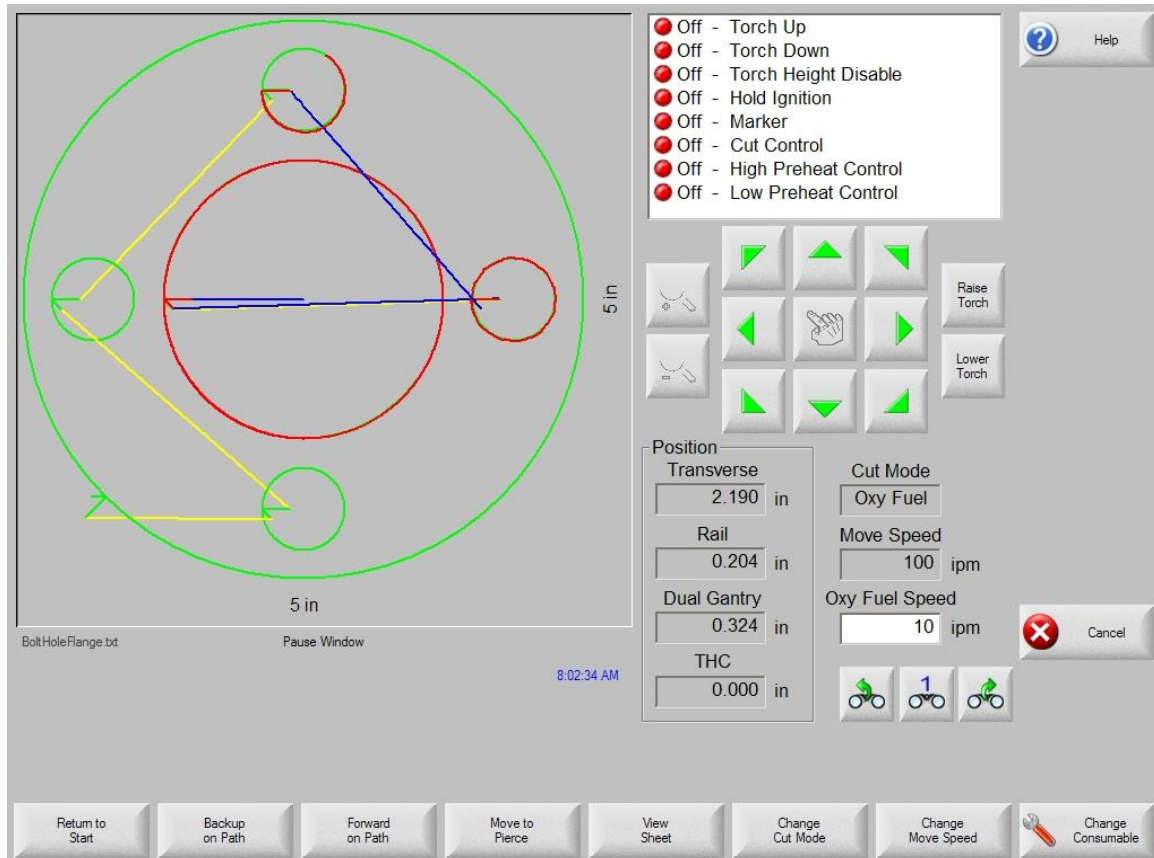 Off - Torch Up
Off - Torch Down
Off - Torch Height Disable
Off - Hold Ignition
Off - Marker
Off - Cut Control
Off - High Preheat Control
Off - Low Preheat Control
Help
5 in
5 in
BoltHoleFlange.txt
Pause Window
8:02:34 AM
Raise
Torch
Lower
Torch
Position
Transverse
2.190 in
Rail
0.204 in
Dual Gantry
0.324 in
THC
0.000 in
Cut Mode
Oxy Fuel
Move Speed
100 ipm
Oxy Fuel Speed
10 ipm
1
Cancel
Return to
Start
Backup
on Path
Forward
on Path
Move to
Pierce
View
Sheet
Change
Cut Mode
Change
Move Speed
Change
Consumable